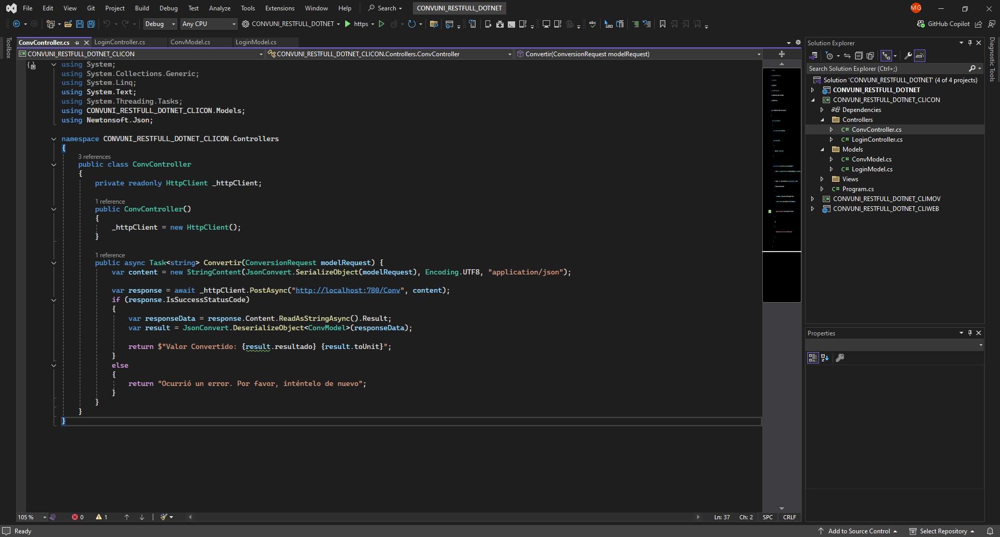 File Edit View Git Project Build Debug Test Analyze Tools Extensions Window Help Search CONVUNI_RESTFULL_DOTNET MG
Debug Any CPU CONVUNI_RESTFULL_DOTNET https GitHub Copilot
Toolbox
ConvController.cs LoginController.cs ConvModel.cs LoginModel.cs
CONVUNI_RESTFULL_DOTNET_CLICON CONVUNI_RESTFULL_DOTNET_CLICON.Controllers.ConvController Convertir(ConversionRequest modelRequest)
using System;
using System.Collections.Generic;
using System.Linq;
using System.Text;
using System.Threading.Tasks;
using CONVUNI_RESTFULL_DOTNET_CLICON.Models;
using Newtonsoft.Json;
namespace CONVUNI_RESTFULL_DOTNET_CLICON.Controllers
{
3 references
public class ConvController
{
private readonly HttpClient _httpClient;
1 reference
public ConvController()
{
_httpClient = new HttpClient();
}
1 reference
public async Task<string> Convertir(ConversionRequest modelRequest) {
var content = new StringContent(JsonConvert.SerializeObject(modelRequest), Encoding.UTF8, "application/json");
var response = await _httpClient.PostAsync("http://localhost:780/Conv", content);
if (response.IsSuccessStatusCode)
{
var responseData = response.Content.ReadAsStringAsync().Result;
var result = JsonConvert.DeserializeObject<ConvModel>(responseData);
return $"Valor Convertido: {result.resultado} {result.toUnit}";
}
else
{
return "Ocurrió un error. Por favor, inténtelo de nuevo";
}
}
}
}
105 % 0 1 Ln: 37 Ch: 2 SPC CRLF
Solution Explorer
Search Solution Explorer (Ctrl+;)
Solution 'CONVUNI_RESTFULL_DOTNET' (4 of 4 projects)
CONVUNI_RESTFULL_DOTNET
C# CONVUNI_RESTFULL_DOTNET_CLICON
Dependencies
Controllers
C# ConvController.cs
C# LoginController.cs
Models
C# ConvModel.cs
C# LoginModel.cs
Views
C# Program.cs
C# CONVUNI_RESTFULL_DOTNET_CLIMOV
CONVUNI_RESTFULL_DOTNET_CLIWEB
Properties
Diagnostic Tools
Ready Add to Source Control Select Repository